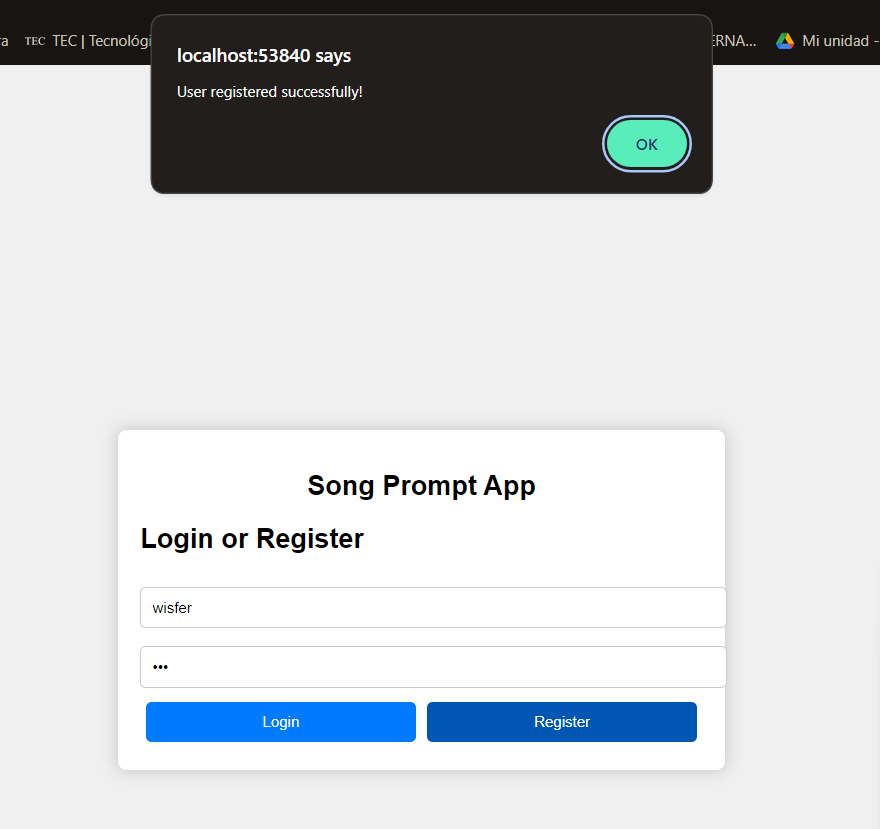 TEC TEC | Tecnológi
ERNA... Mi unidad -
localhost:53840 says
User registered successfully!
OK
Song Prompt App
Login or Register
wisfer
•••
Login Register